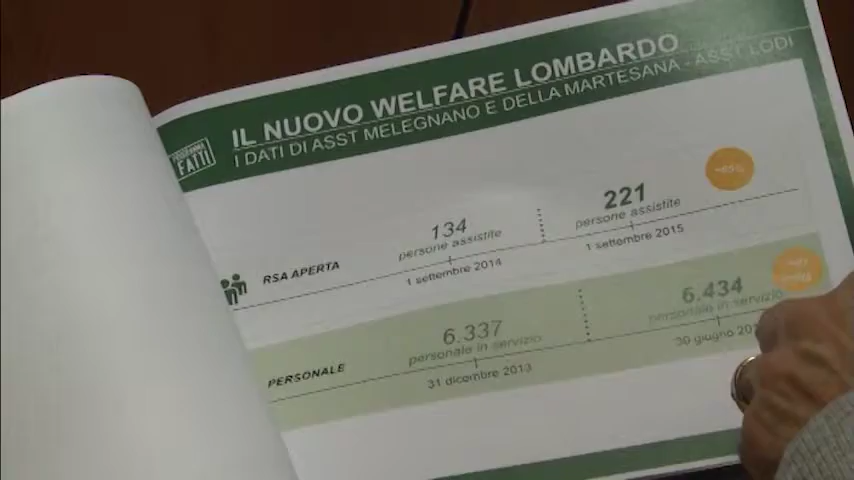 IL NUOVO WELFARE LOMBARDO
I DATI DI ASST MELEGNANO E DELLA MARTESANA - ASST LODI
FATTI
RSA APERTA
134
persone assistite
1 settembre 2014
221
persone assistite
1 settembre 2015
PERSONALE
6.337
personale in servizio
31 dicembre 2013
6.434
personale in servizio
30 giugno